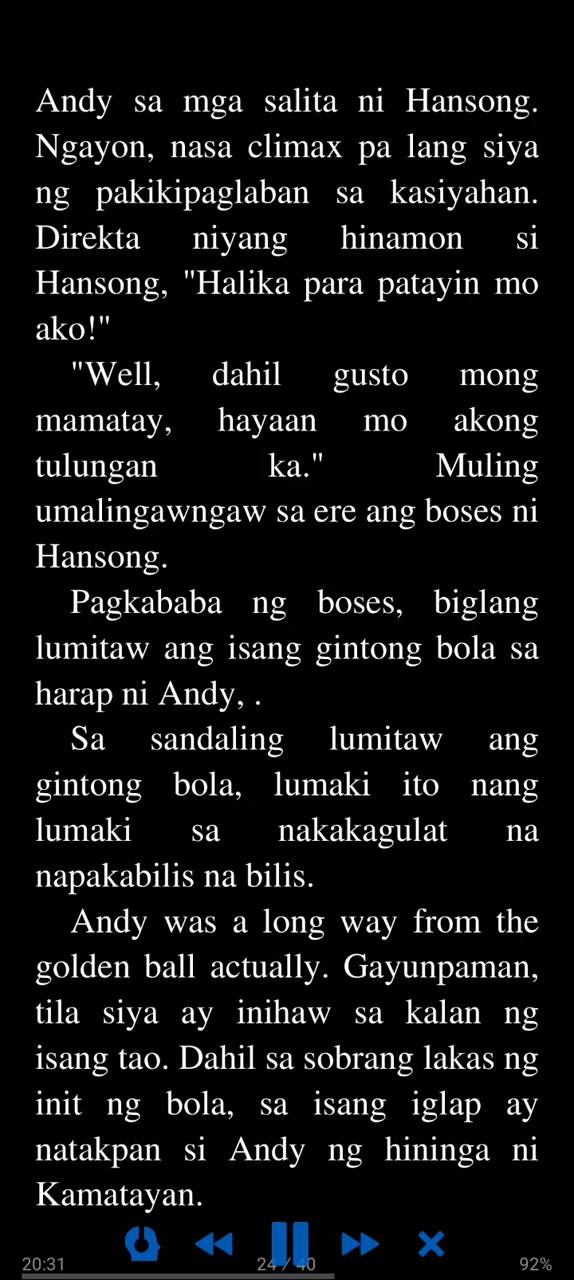 Andy sa mga salita ni Hansong.
Ngayon, nasa climax pa lang siya
ng pakikipaglaban sa kasiyahan.
Direkta niyang hinamon si
Hansong, "Halika para patayin mo
ako!"
"Well, dahil gusto mong
mamatay, hayaan mo akong
tulungan ka." Muling
umalingawngaw sa ere ang boses ni
Hansong.
Pagkababa ng boses, biglang
lumitaw ang isang gintong bola sa
harap ni Andy, .
Sa sandaling lumitaw ang
gintong bola, lumaki ito nang
lumaki sa nakakagulat na
napakabilis na bilis.
Andy was a long way from the
golden ball actually. Gayunpaman,
tila siya ay inihaw sa kalan ng
isang tao. Dahil sa sobrang lakas ng
init ng bola, sa isang iglap ay
natakpan si Andy ng hininga ni
Kamatayan.
20:31 24 / 40 92%